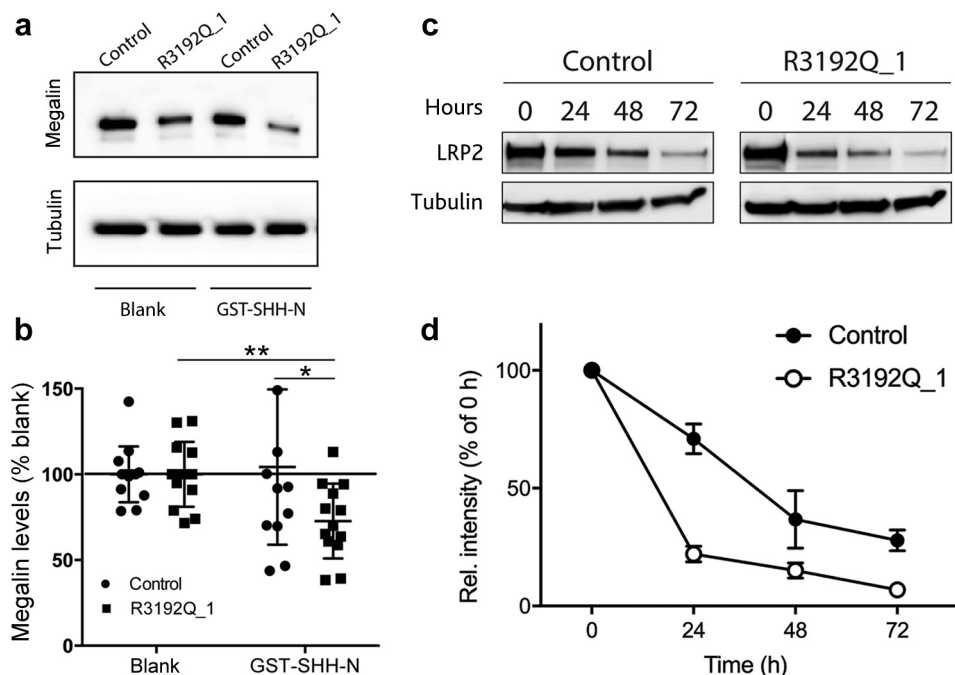 a
Control
R3192Q_1
Control
R3192Q_1
Megalin
Tubulin
Blank
GST-SHH-N
b
**
*
Megalin levels (% blank)
150
100
50
0
Control
R3192Q_1
Blank
GST-SHH-N
c
Control
R3192Q_1
Hours
0 24 48 72
0 24 48 72
LRP2
Tubulin
d
Control
R3192Q_1
Rel. intensity (% of 0 h)
100
50
0
0 24 48 72
Time (h)